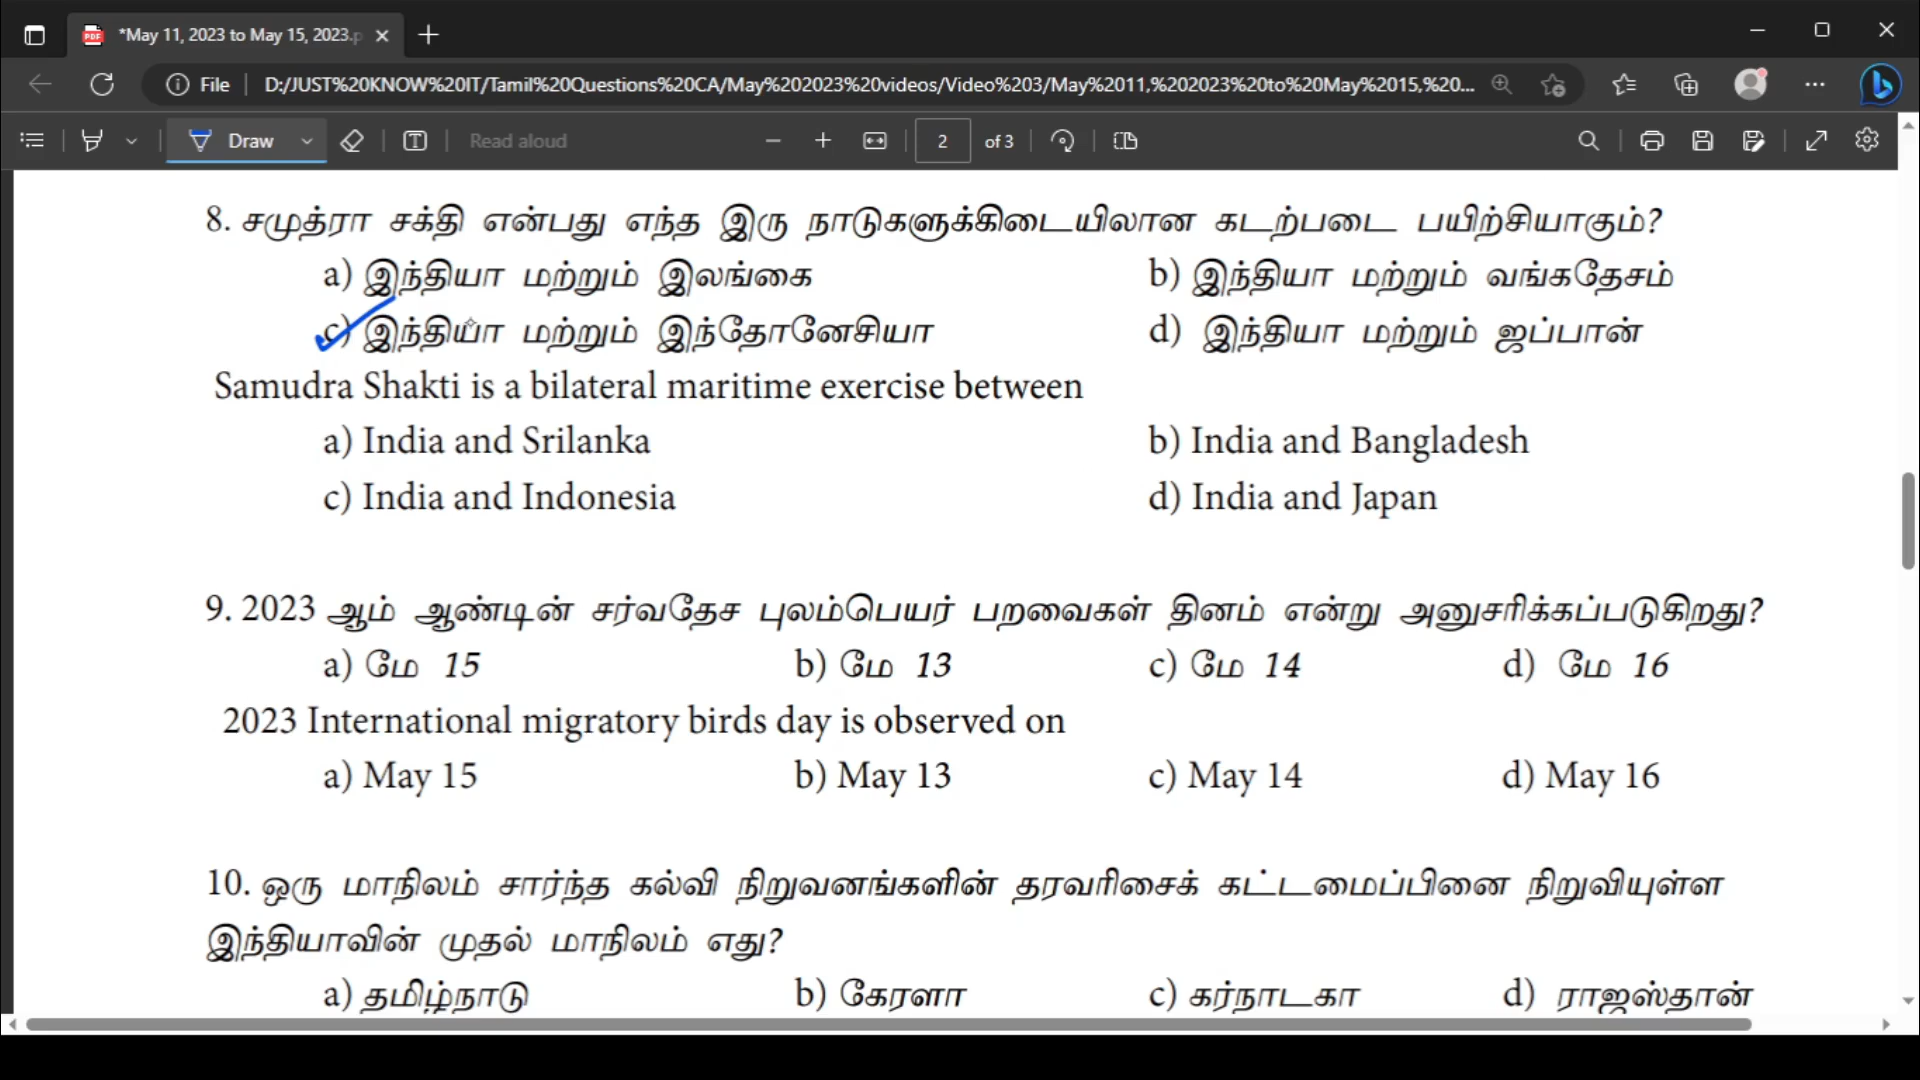 *May 11, 2023 to May 15, 2023.p
File
D:/JUST%20KNOW%20IT/Tamil%20Questions%20CA/May%202023%20videos/Video%203/May%2011,%202023%20to%20May%2015,%20...
Draw
Read aloud
2 of 3
8. சமுத்ரா சக்தி என்பது எந்த இரு நாடுகளுக்கிடையிலான கடற்படை பயிற்சியாகும்?
a) இந்தியா மற்றும் இலங்கை b) இந்தியா மற்றும் வங்கதேசம்
c) இந்தியா மற்றும் இந்தோனேசியா d) இந்தியா மற்றும் ஜப்பான்
Samudra Shakti is a bilateral maritime exercise between
a) India and Srilanka b) India and Bangladesh
c) India and Indonesia d) India and Japan
9. 2023 ஆம் ஆண்டின் சர்வதேச புலம்பெயர் பறவைகள் தினம் என்று அனுசரிக்கப்படுகிறது?
a) மே 15 b) மே 13 c) மே 14 d) மே 16
2023 International migratory birds day is observed on
a) May 15 b) May 13 c) May 14 d) May 16
10. ஒரு மாநிலம் சார்ந்த கல்வி நிறுவனங்களின் தரவரிசைக் கட்டமைப்பினை நிறுவியுள்ள
இந்தியாவின் முதல் மாநிலம் எது?
a) தமிழ்நாடு b) கேரளா c) கர்நாடகா d) ராஜஸ்தான்